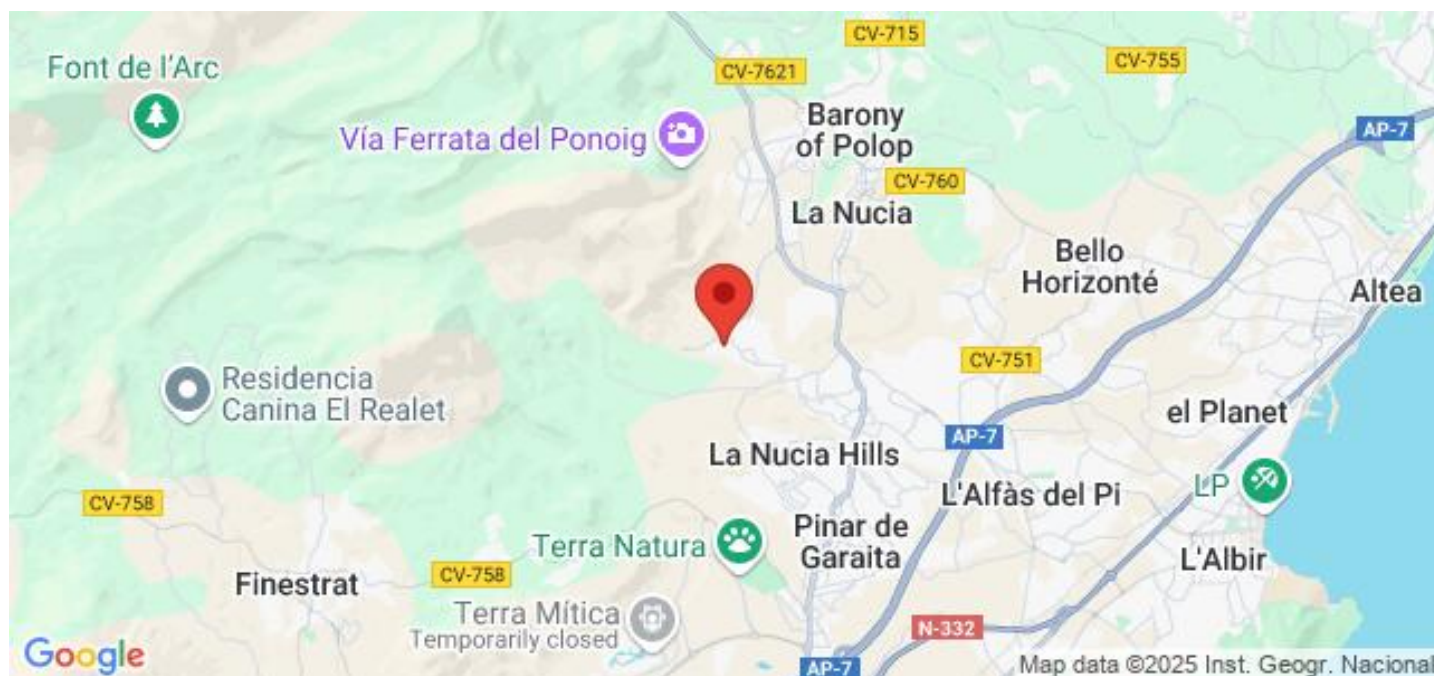 CV-715
CV-755
Font de l'Arc
CV-7621
Barony
of Polop
Vía Ferrata del Ponoig
AP-7
CV-760
La Nucia
Bello
Horizonté
Altea
CV-751
Residencia
Canina El Realet
el Planet
AP-7
La Nucia Hills
LP
L'Alfàs del Pi
CV-758
Pinar de
Garaita
Terra Natura
L'Albir
CV-758
Finestrat
Terra Mítica
Temporarily closed
N-332
Google
AP-7
Map data ©2025 Inst. Geogr. Nacional